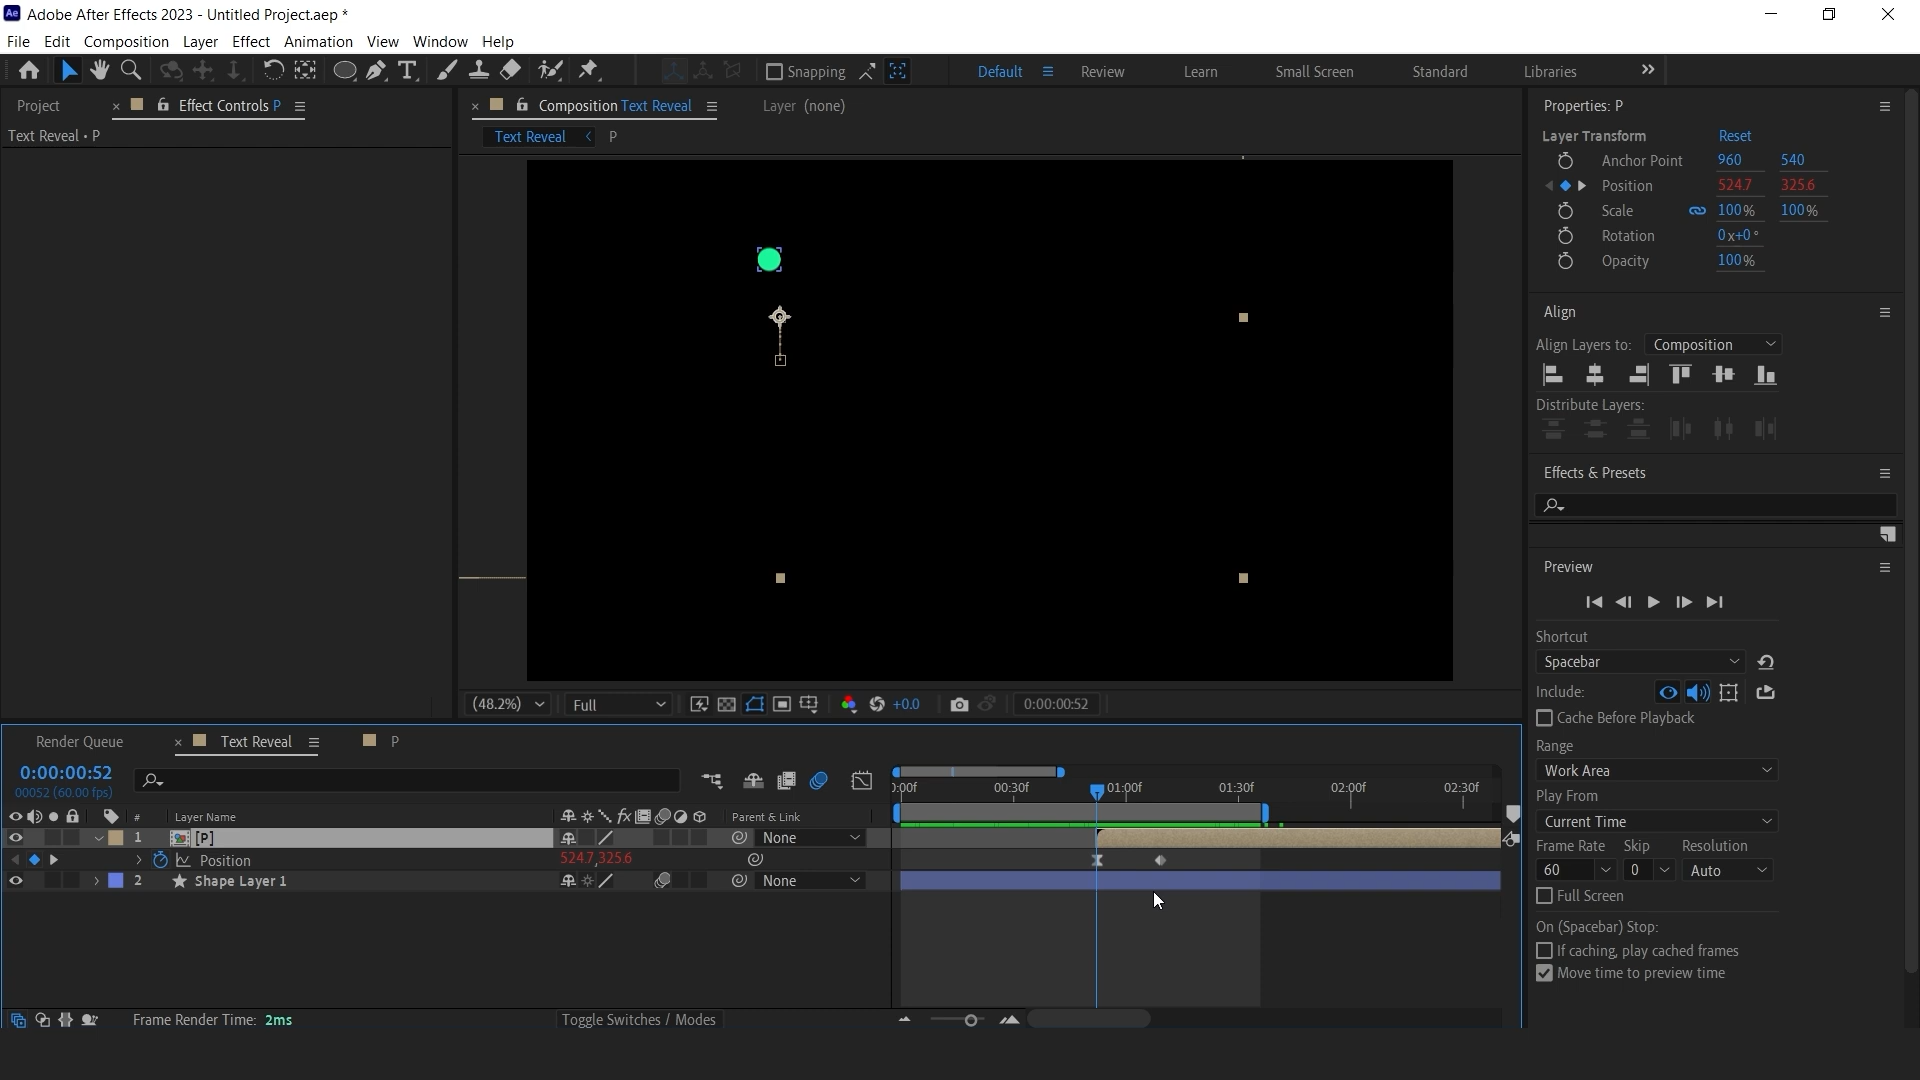 Adobe After Effects 2023 - Untitled Project.aep *
File Edit Composition Layer Effect Animation View Window Help
Snapping Default Review Learn Small Screen Standard Libraries
Project Effect Controls P
Text Reveal • P
Composition Text Reveal Layer (none)
Text Reveal P
(48.2%) Full +0.0 0:00:00:52
Properties: P
Layer Transform Reset
Anchor Point 960 540
Position 524.7 325.6
Scale 100% 100%
Rotation 0x+0°
Opacity 100%
Align
Align Layers to: Composition
Distribute Layers:
Effects & Presets
Preview
Shortcut
Spacebar
Include:
Cache Before Playback
Range
Work Area
Play From
Current Time
Frame Rate Skip Resolution
60 0 Auto
Full Screen
On (Spacebar) Stop:
If caching, play cached frames
Move time to preview time
Render Queue Text Reveal P
0:00:00:52
00052 (60.00 fps)
0:00f 00:30f 01:00f 01:30f 02:00f 02:30f
# Layer Name fx Parent & Link
1 [P] None
Position 524.7,325.6
2 Shape Layer 1 None
Frame Render Time: 2ms Toggle Switches / Modes